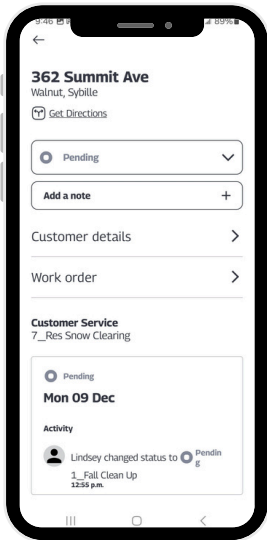 9:46
89%
362 Summit Ave
Walnut, Sybille
Get Directions
Pending
Add a note +
Customer details
Work order
Customer Service
7_Res Snow Clearing
Pending
Mon 09 Dec
Activity
Lindsey changed status to Pendin
g
1_Fall Clean Up
12:55 p.m.